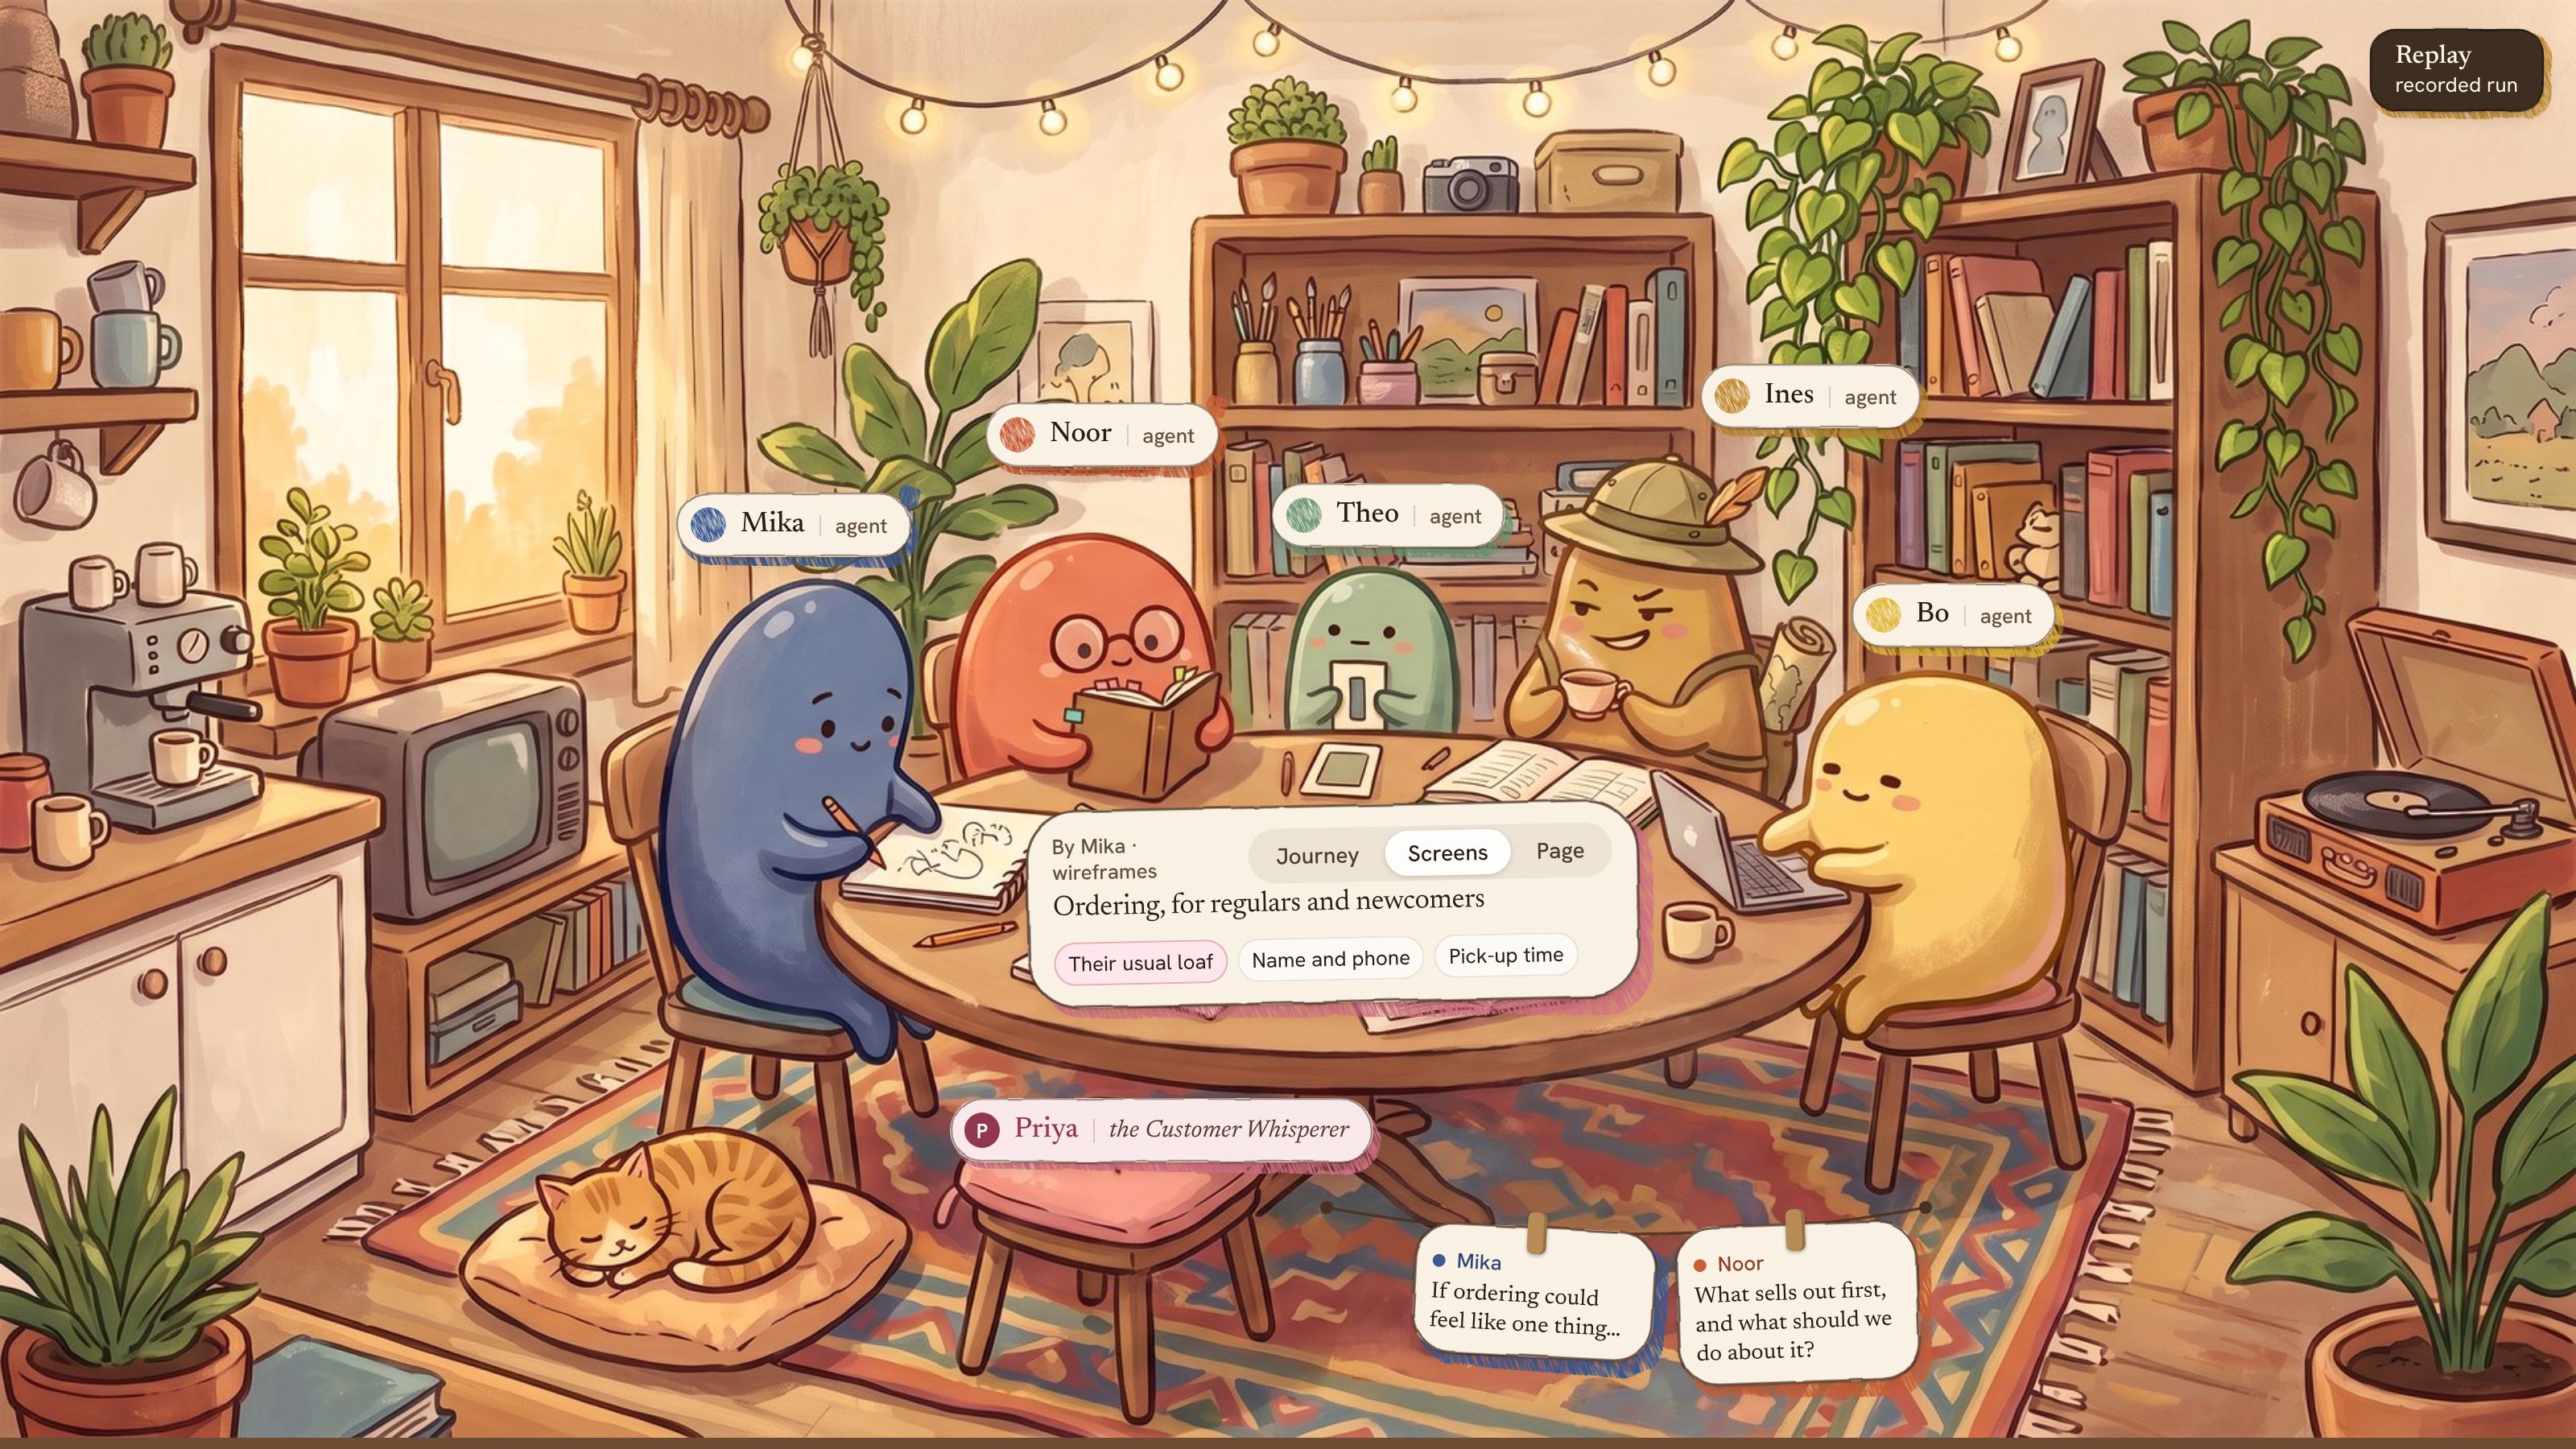 Replay
recorded run
Ines | agent
Noor | agent
Mika | agent
Theo | agent
Bo | agent
By Mika ·
wireframes
Journey Screens Page
Ordering, for regulars and newcomers
Their usual loaf Name and phone Pick-up time
P Priya | the Customer Whisperer
Mika
If ordering could
feel like one thing...
Noor
What sells out first,
and what should we
do about it?